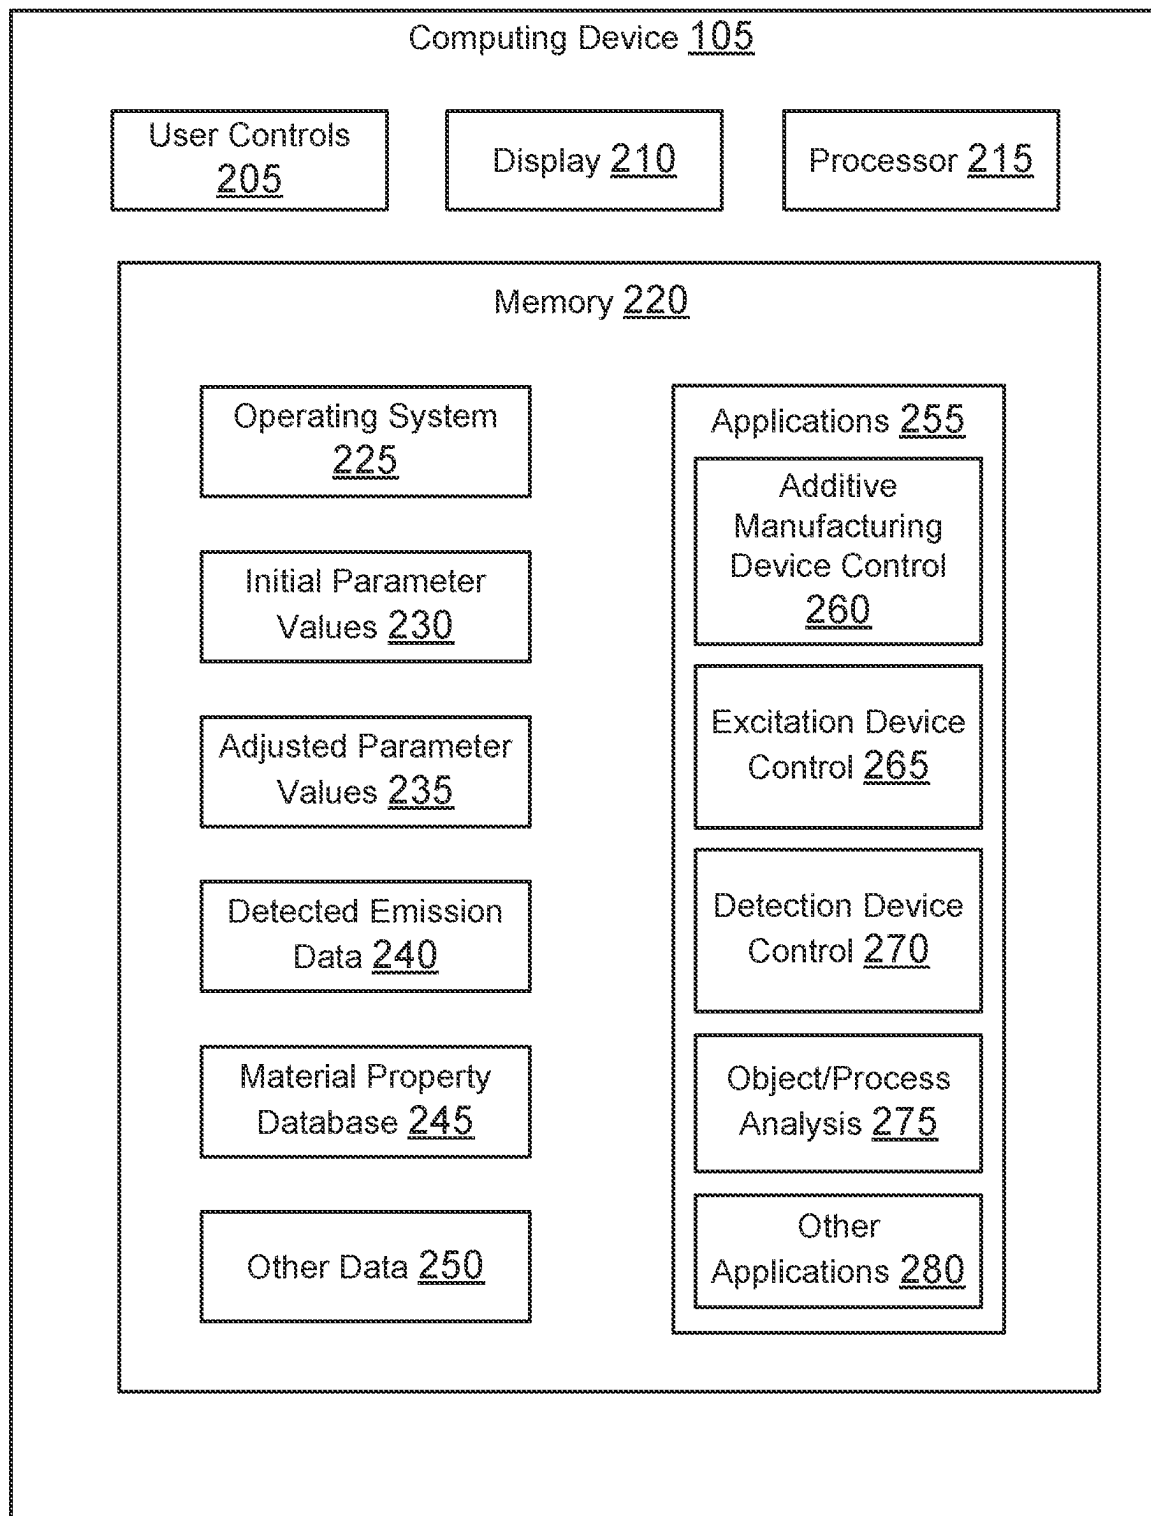 Computing Device 105
User Controls
205
Display 210
Processor 215
Memory 220
Operating System
225
Initial Parameter
Values 230
Adjusted Parameter
Values 235
Detected Emission
Data 240
Material Property
Database 245
Other Data 250
Applications 255
Additive
Manufacturing
Device Control
260
Excitation Device
Control 265
Detection Device
Control 270
Object/Process
Analysis 275
Other
Applications 280